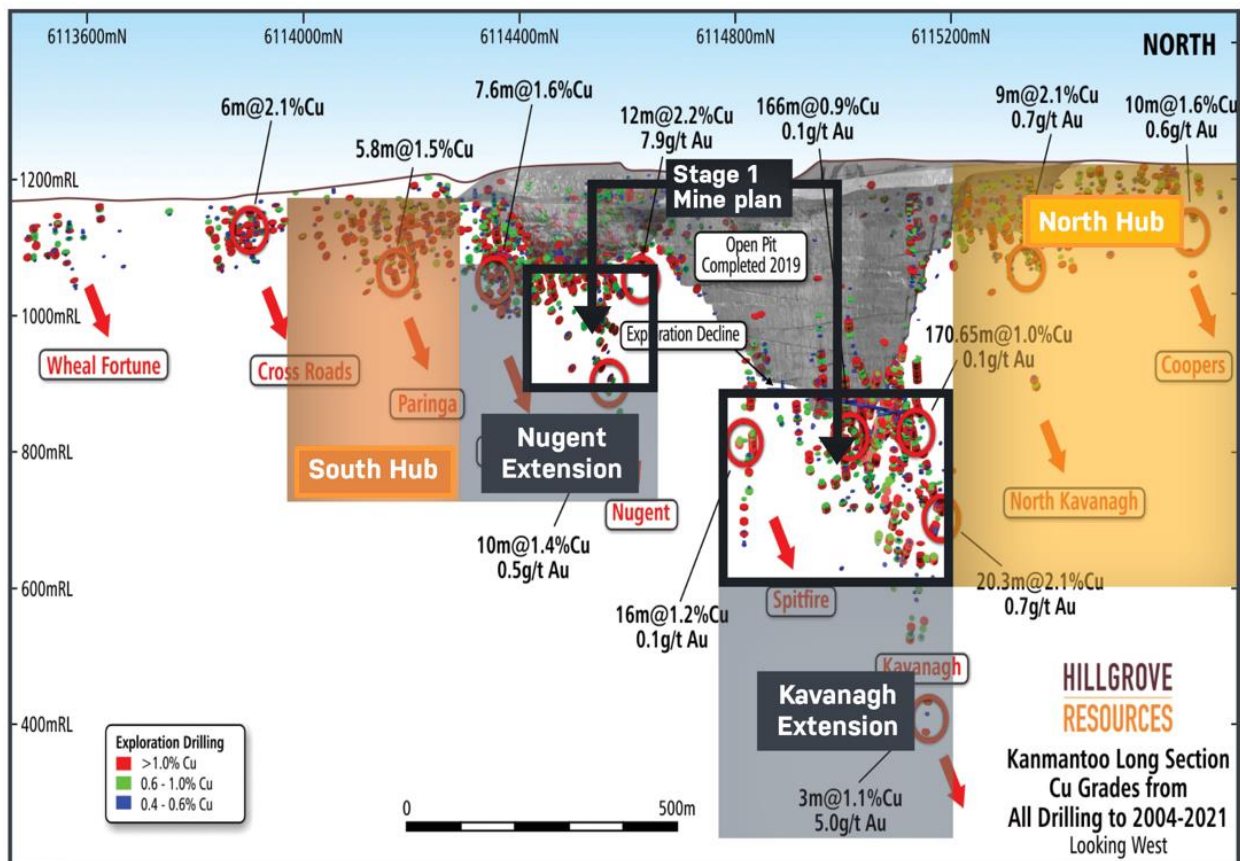 6113600mN
6114000mN
6114400mN
6114800mN
6115200mN
NORTH
6m@2.1%Cu
7.6m@1.6%Cu
5.8m@1.5%Cu
12m@2.2%Cu
7.9g/t Au
166m@0.9%Cu
0.1g/t Au
9m@2.1%Cu
0.7g/t Au
10m@1.6%Cu
0.6g/t Au
1200mRL
Stage 1
Mine plan
North Hub
Open Pit
Completed 2019
1000mRL
Exploration Decline
170.65m@1.0%Cu
0.1g/t Au
Wheal Fortune
Cross Roads
Paringa
Coopers
800mRL
South Hub
Nugent
Extension
Nugent
North Kavanagh
10m@1.4%Cu
0.5g/t Au
600mRL
16m@1.2%Cu
0.1g/t Au
Spitfire
20.3m@2.1%Cu
0.7g/t Au
Kavanagh
Kavanagh
Extension
400mRL
3m@1.1%Cu
5.0g/t Au
Exploration Drilling
>1.0% Cu
0.6 - 1.0% Cu
0.4 - 0.6% Cu
0
500m
HILLGROVE
RESOURCES
Kanmantoo Long Section
Cu Grades from
All Drilling to 2004-2021
Looking West